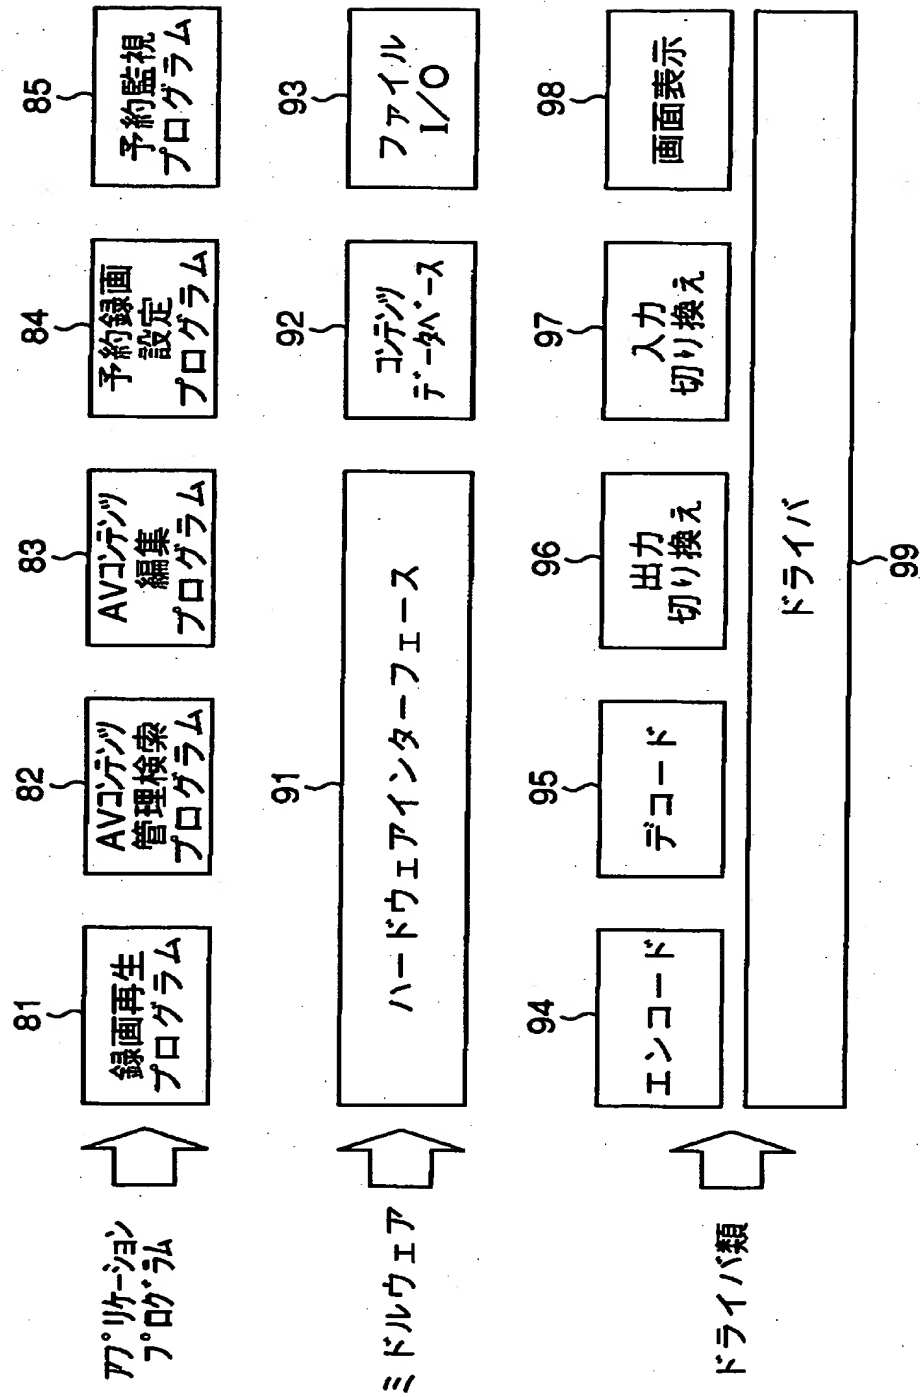 アプリケーション
プログラム
81
録画再生
プログラム
82
AVコンテンツ
管理検索
プログラム
83
AVコンテンツ
編集
プログラム
84
予約録画
設定
プログラム
85
予約監視
プログラム
ミドルウェア
91
ハードウェアインターフェース
92
コンテンツ
データベース
93
ファイル
I/O
ドライバ類
94
エンコード
95
デコード
96
出力
切り換え
97
入力
切り換え
98
画面表示
ドライバ
99